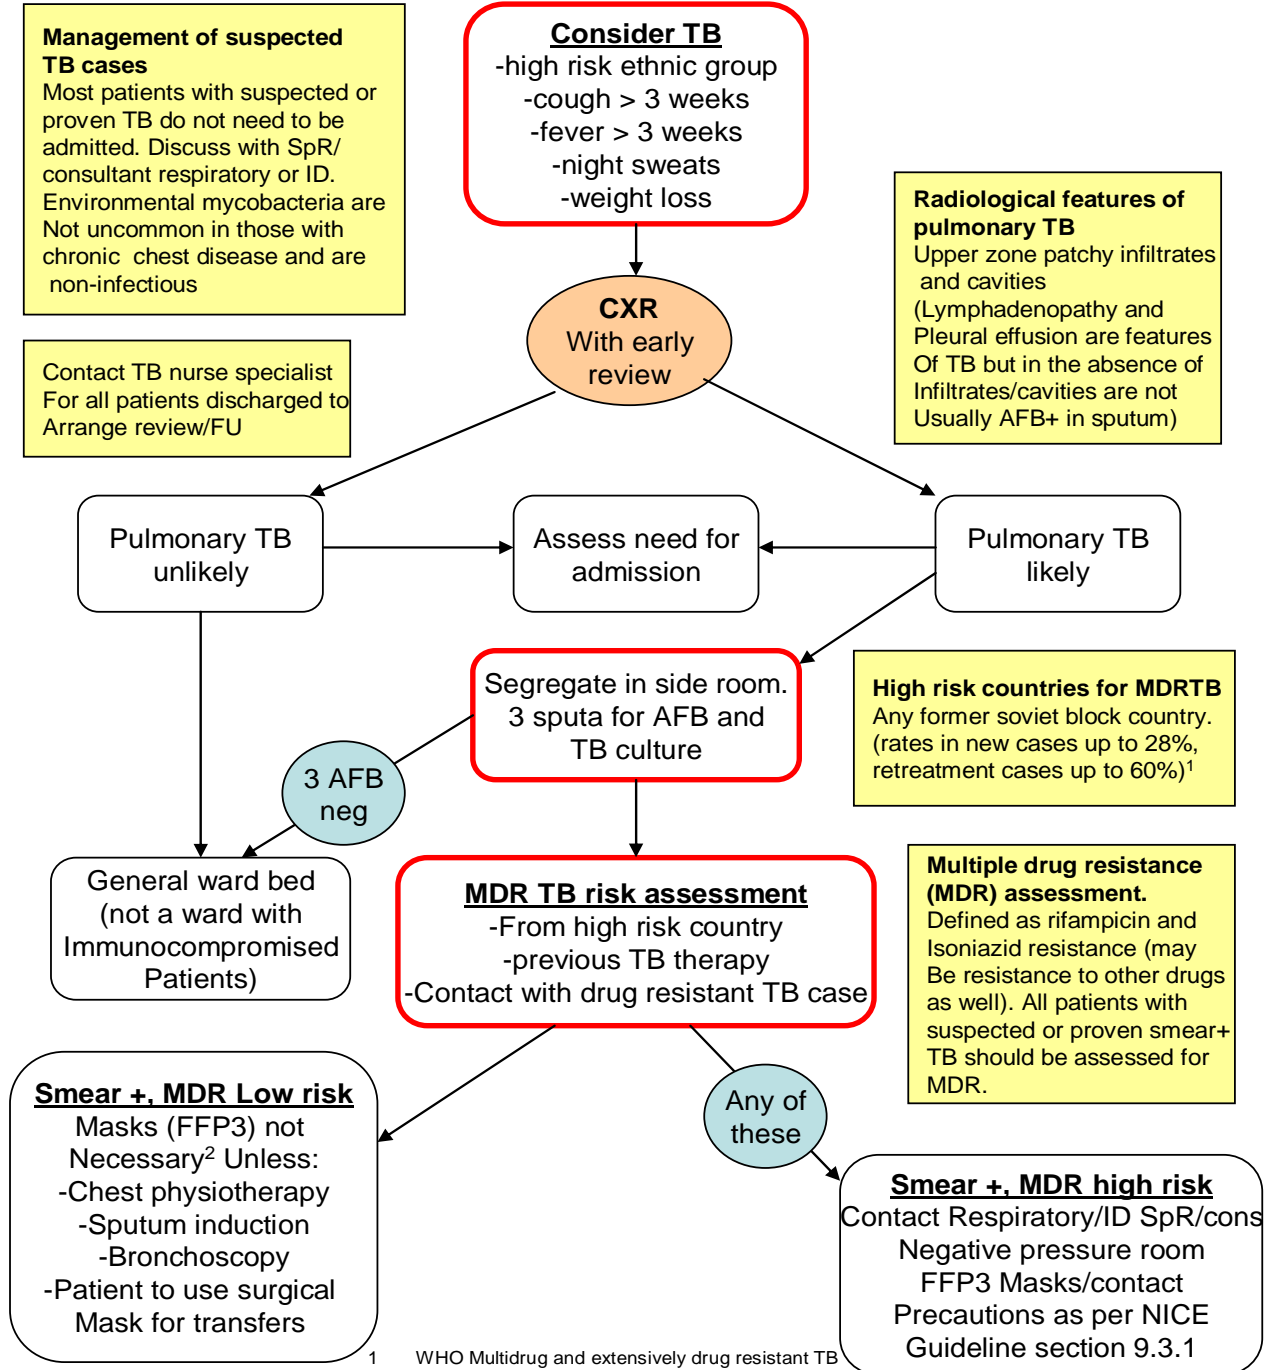 Management of suspected
TB cases
Most patients with suspected or
proven TB do not need to be
admitted. Discuss with SpR/
consultant respiratory or ID.
Environmental mycobacteria are
Not uncommon in those with
chronic chest disease and are
non-infectious
Consider TB
-high risk ethnic group
-cough > 3 weeks
-fever > 3 weeks
-night sweats
-weight loss
Radiological features of
pulmonary TB
Upper zone patchy infiltrates
and cavities
(Lymphadenopathy and
Pleural effusion are features
Of TB but in the absence of
Infiltrates/cavities are not
Usually AFB+ in sputum)
CXR
With early
review
Contact TB nurse specialist
For all patients discharged to
Arrange review/FU
Pulmonary TB
unlikely
Assess need for
admission
Pulmonary TB
likely
Segregate in side room.
3 sputa for AFB and
TB culture
High risk countries for MDRTB
Any former soviet block country.
(rates in new cases up to 28%,
retreatment cases up to 60%)¹
3 AFB
neg
General ward bed
(not a ward with
Immunocompromised
Patients)
MDR TB risk assessment
-From high risk country
-previous TB therapy
-Contact with drug resistant TB case
Multiple drug resistance
(MDR) assessment.
Defined as rifampicin and
Isoniazid resistance (may
Be resistance to other drugs
as well). All patients with
suspected or proven smear+
TB should be assessed for
MDR.
Smear +, MDR Low risk
Masks (FFP3) not
Necessary² Unless:
-Chest physiotherapy
-Sputum induction
-Bronchoscopy
-Patient to use surgical
Mask for transfers
Any of
these
Smear +, MDR high risk
Contact Respiratory/ID SpR/cons
Negative pressure room
FFP3 Masks/contact
Precautions as per NICE
Guideline section 9.3.1
1 WHO Multidrug and extensively drug resistant TB